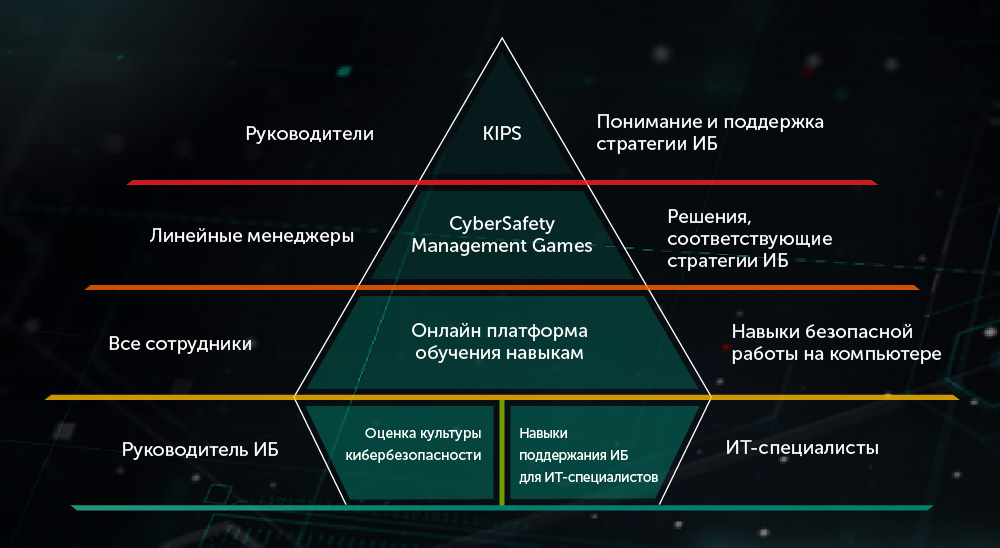 Руководители
KIPS
Понимание и поддержка
стратегии ИБ
Линейные менеджеры
CyberSafety
Management Games
Решения,
соответствующие
стратегии ИБ
Все сотрудники
Онлайн платформа
обучения навыкам
Навыки безопасной
работы на компьютере
Руководитель ИБ
Оценка культуры
кибербезопасности
Навыки
поддержания ИБ
для ИТ-специалистов
ИТ-специалисты